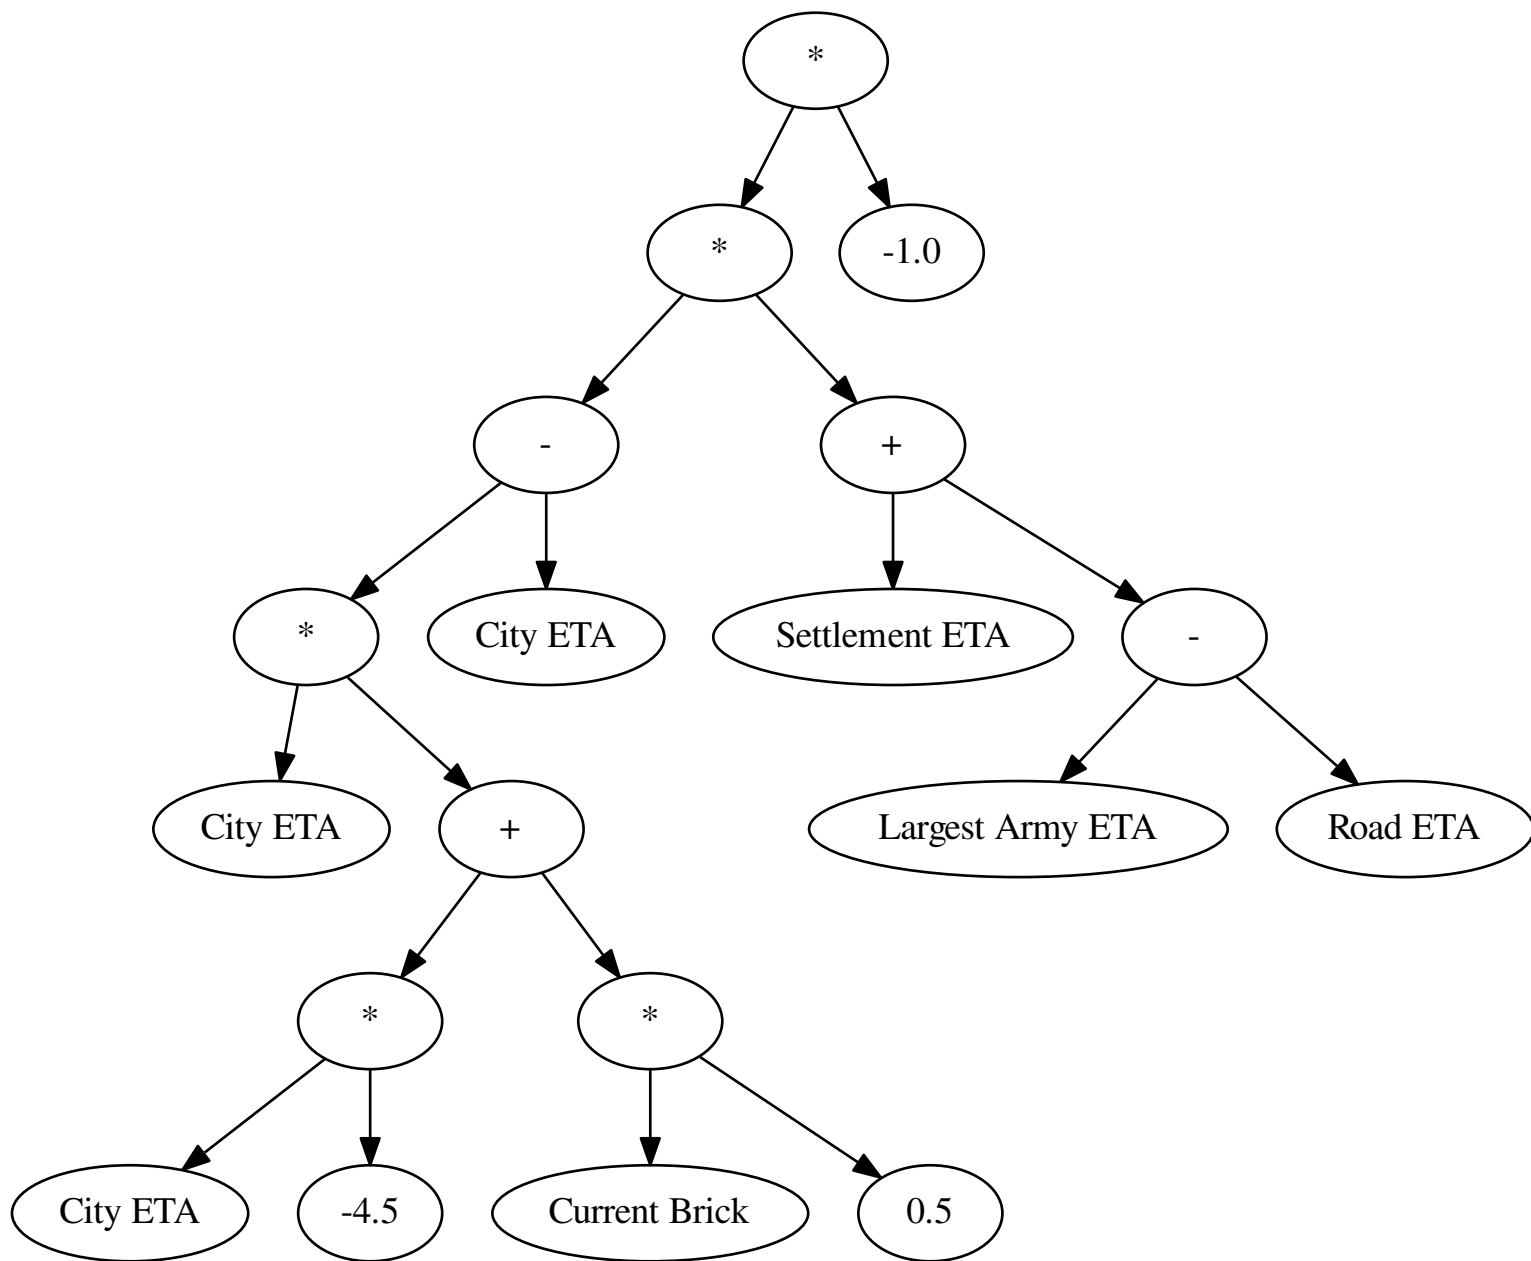 *
*
-1.0
-
+
*
City ETA
Settlement ETA
-
City ETA
+
Largest Army ETA
Road ETA
*
*
City ETA
-4.5
Current Brick
0.5